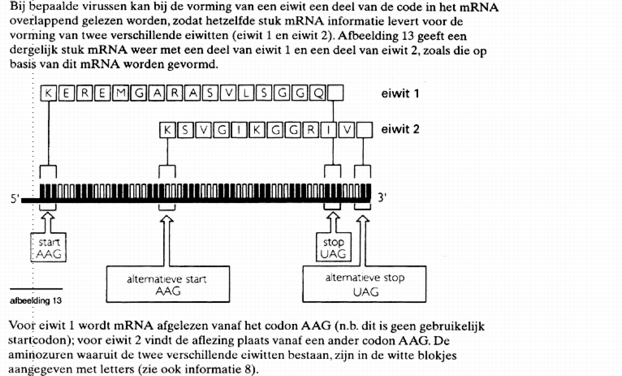 Bij bepaalde virussen kan bij de vorming van een eiwit een deel van de code in het mRNA
overlappend gelezen worden, zodat hetzelfde stuk mRNA informatie levert voor de
vorming van twee verschillende eiwitten (eiwit 1 en eiwit 2). Afbeelding 13 geeft een
dergelijk stuk mRNA weer met een deel van eiwit 1 en een deel van eiwit 2, zoals die op
basis van dit mRNA worden gevormd.
K E R E M G A R A S V L S G G Q eiwit 1
K S V G I K G G R I V eiwit 2
5' 3'
start
AAG
stop
UAG
alternatieve start
AAG
alternatieve stop
UAG
afbeelding 13
Voor eiwit 1 wordt mRNA afgelezen vanaf het codon AAG (n.b. dit is geen gebruikelijk
startcodon); voor eiwit 2 vindt de aflezing plaats vanaf een ander codon AAG. De
aminozuren waaruit de twee verschillende eiwitten bestaan, zijn in de witte blokjes
aangegeven met letters (zie ook informatie 8).